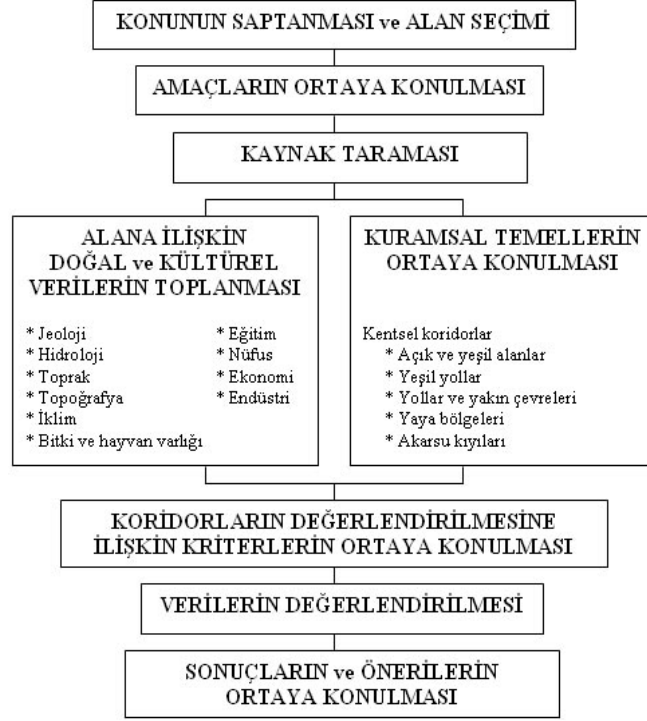 KONUNUN SAPTANMASI ve ALAN SEÇİMİ
AMAÇLARIN ORTAYA KONULMASI
KAYNAK TARAMASI
ALANA İLİŞKİN
DOĞAL ve KÜLTÜREL
VERİLERİN TOPLANMASI
* Jeoloji
* Hidroloji
* Toprak
* Topoğrafya
* İklim
* Bitki ve hayvan varlığı
* Eğitim
* Nüfus
* Ekonomi
* Endüstri
KURAMSAL TEMELLERİN
ORTAYA KONULMASI
Kentsel koridorlar
* Açık ve yeşil alanlar
* Yeşil yollar
* Yollar ve yakın çevreleri
* Yaya bölgeleri
* Akarsu kıyıları
KORİDORLARIN DEĞERLENDİRİLMESİNE
İLİŞKİN KRİTERLERİN ORTAYA KONULMASI
VERİLERİN DEĞERLENDİRİLMESİ
SONUÇLARIN ve ÖNERİLERİN
ORTAYA KONULMASI